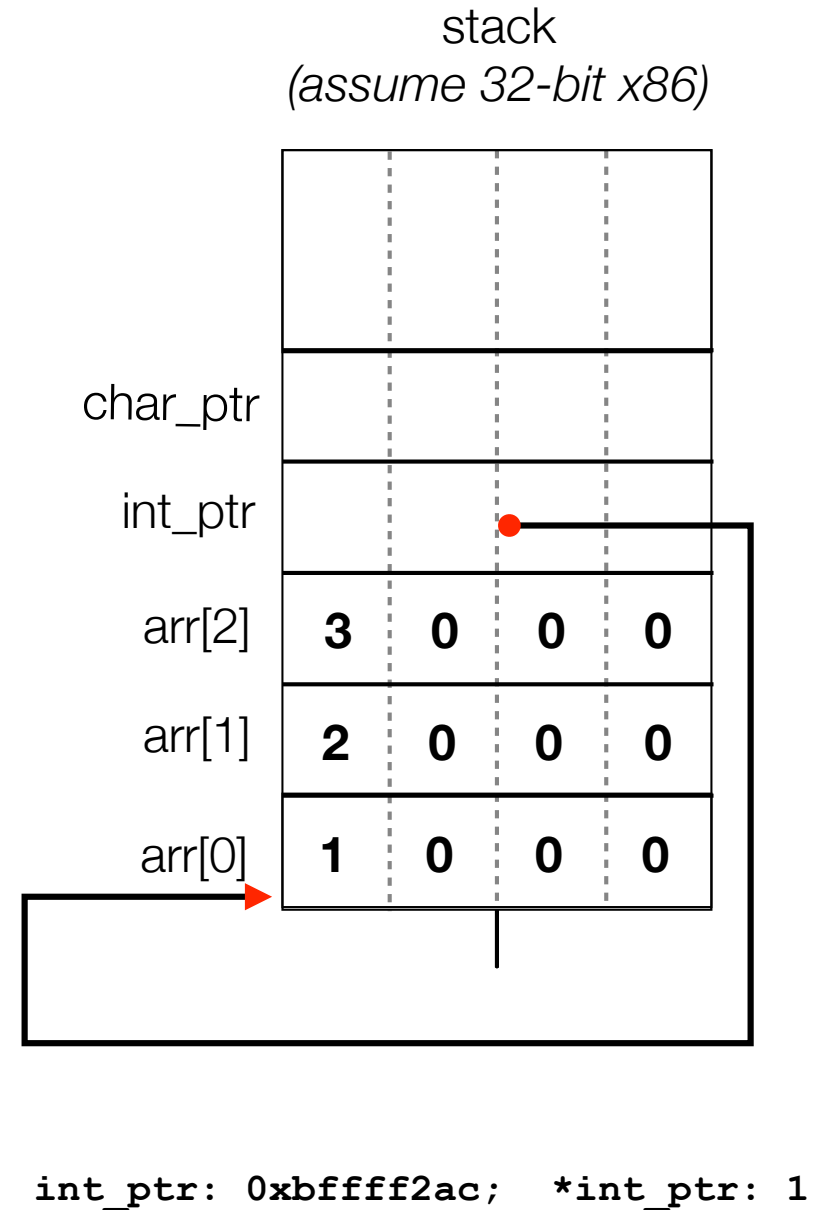 stack
(assume 32-bit x86)
char_ptr
int_ptr
arr[2] 3 0 0 0
arr[1] 2 0 0 0
arr[0] 1 0 0 0
int_ptr: 0xbffff2ac; *int_ptr: 1